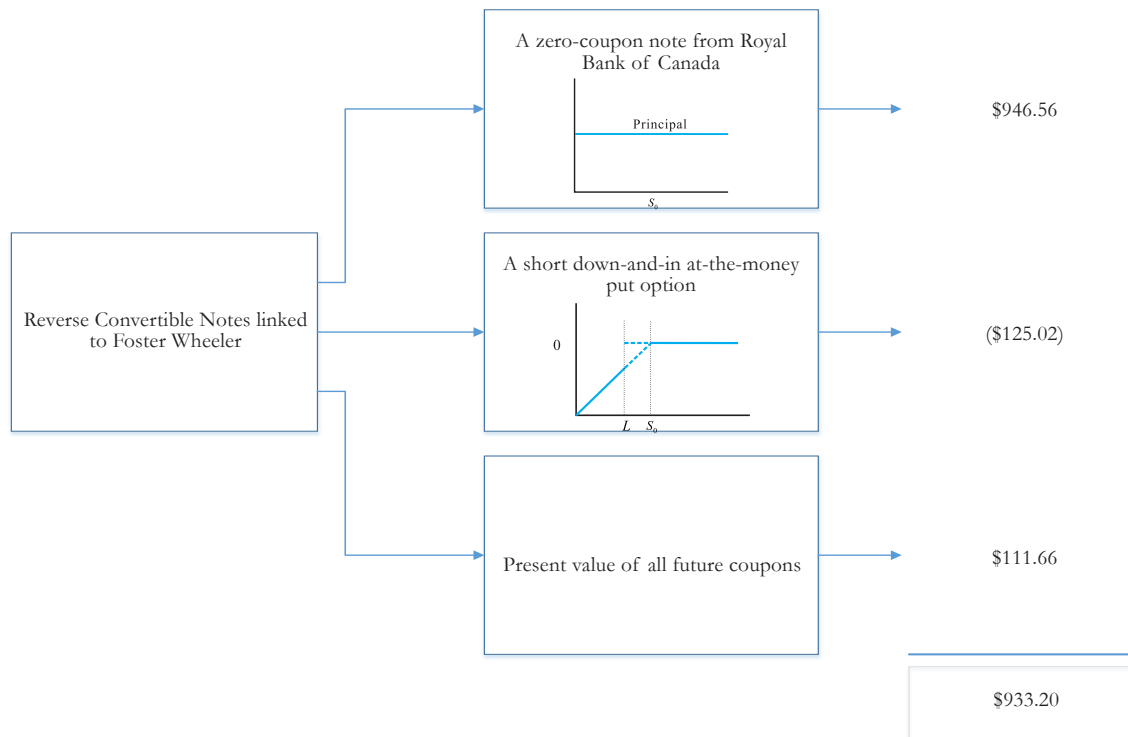 A zero-coupon note from Royal
Bank of Canada
Principal
S₀
$946.56
Reverse Convertible Notes linked
to Foster Wheeler
A short down-and-in at-the-money
put option
0
L S₀
($125.02)
Present value of all future coupons
$111.66
$933.20